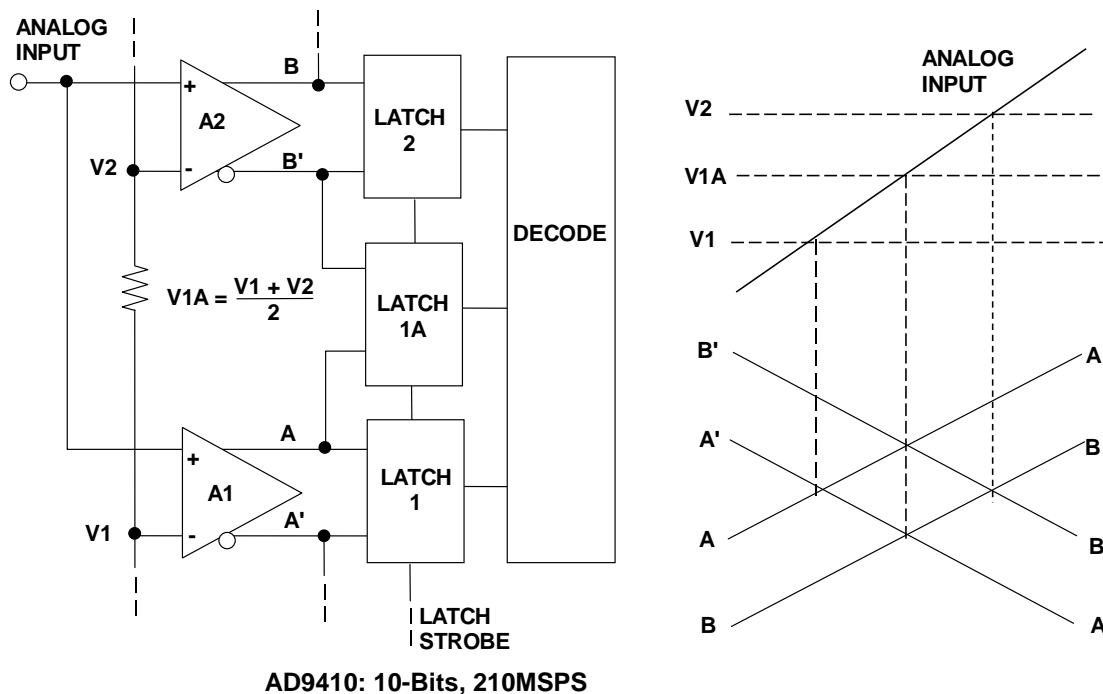 ANALOG
INPUT
B
+
A2
-
V2
B'
LATCH
2
DECODE
V1A = V1 + V2
2
LATCH
1A
A
+
A1
-
V1
A'
LATCH
1
LATCH
STROBE
ANALOG
INPUT
V2
V1A
V1
B'
A
A'
B
A
B
B
A
AD9410: 10-Bits, 210MSPS